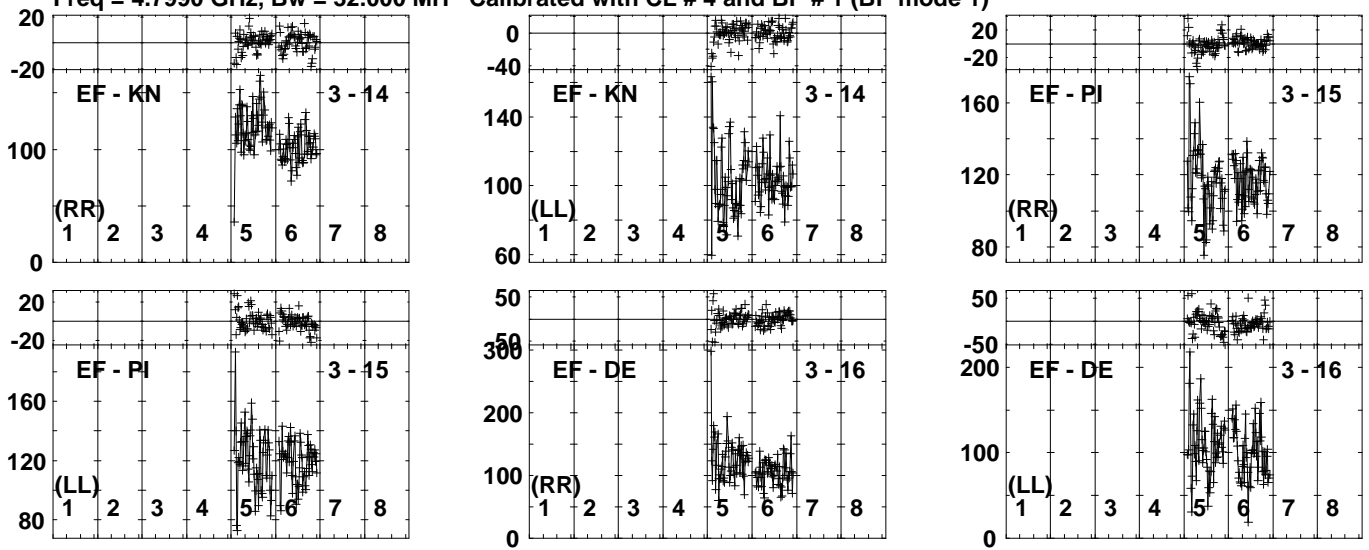 Freq = 4.7990 GHz, Bw = 32.000 MH Calibrated with CL # 4 and BP # 1 (BP mode 1)
20
-20
EF - KN 3 - 14
100
(RR)
1 2 3 4 5 6 7 8
0
0
-40
EF - KN 3 - 14
140
100
(LL)
1 2 3 4 5 6 7 8
60
20
-20
EF - PI 3 - 15
160
120
(RR)
1 2 3 4 5 6 7 8
80
20
-20
EF - PI 3 - 15
160
120
(LL)
1 2 3 4 5 6 7 8
80
50
-50
300
EF - DE 3 - 16
200
100
(RR)
1 2 3 4 5 6 7 8
0
50
-50
200
EF - DE 3 - 16
100
(LL)
1 2 3 4 5 6 7 8
0